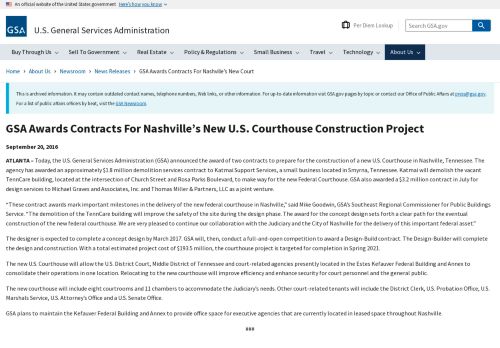 An official website of the United States government Here's how you know
GSA U.S. General Services Administration
Per Diem Lookup
Search GSA.gov
Buy Through Us Sell To Government Real Estate Policy & Regulations Small Business Travel Technology About Us
Home › About Us › Newsroom › News Releases › GSA Awards Contracts For Nashville's New Court
This is archived information. It may contain outdated contact names, telephone numbers, Web links, or other information. For up-to-date information visit GSA.gov pages by topic or contact our Office of Public Affairs at press@gsa.gov.
For a list of public affairs officers by beat, visit the GSA Newsroom.
GSA Awards Contracts For Nashville's New U.S. Courthouse Construction Project
September 20, 2016
ATLANTA – Today, the U.S. General Services Administration (GSA) announced the award of two contracts to prepare for the construction of a new U.S. Courthouse in Nashville, Tennessee. The
agency has awarded an approximately $3.8 million demolition services contract to Katmai Support Services, a small business located in Smyrna, Tennessee. Katmai will demolish the vacant
TennCare building, located at the intersection of Church Street and Rosa Parks Boulevard, to make way for the new Federal Courthouse. GSA also awarded a $3.2 million contract in July for
design services to Michael Graves and Associates, Inc. and Thomas Miller & Partners, LLC as a joint venture.
"These contract awards mark important milestones in the delivery of the new federal courthouse in Nashville," said Mike Goodwin, GSA's Southeast Regional Commissioner for Public Buildings
Service. "The demolition of the TennCare building will improve the safety of the site during the design phase. The award for the concept design sets forth a clear path for the eventual
construction of the new federal courthouse. We are very pleased to continue our collaboration with the Judiciary and the City of Nashville for the delivery of this important federal asset."
The designer is expected to complete a concept design by March 2017. GSA will, then, conduct a full-and-open competition to award a Design-Build contract. The Design-Builder will complete
the design and construction. With a total estimated project cost of $193.5 million, the courthouse project is targeted for completion in Spring 2021.
The new U.S. Courthouse will allow the U.S. District Court, Middle District of Tennessee and court-related agencies presently located in the Estes Kefauver Federal Building and Annex to
consolidate their operations in one location. Relocating to the new courthouse will improve efficiency and enhance security for court personnel and the general public.
The new courthouse will include eight courtrooms and 11 chambers to accommodate the Judiciary's needs. Other court-related tenants will include the District Clerk, U.S. Probation Office, U.S.
Marshals Service, U.S. Attorney's Office and a U.S. Senate Office.
GSA plans to maintain the Kefauver Federal Building and Annex to provide office space for executive agencies that are currently located in leased space throughout Nashville.
###